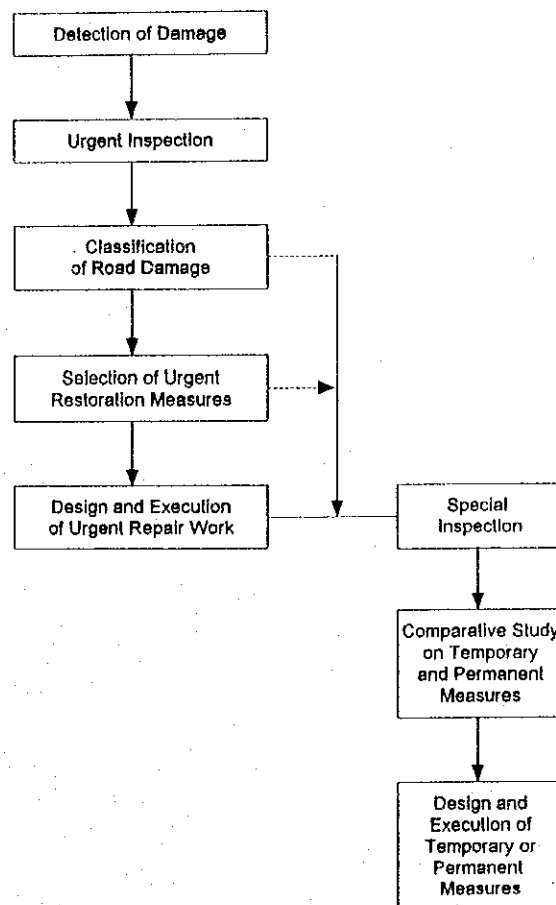 Detection of Damage
Urgent Inspection
Classification
of Road Damage
Selection of Urgent
Restoration Measures
Design and Execution
of Urgent Repair Work
Special
Inspection
Comparative Study
on Temporary
and Permanent
Measures
Design and
Execution of
Temporary or
Permanent
Measures